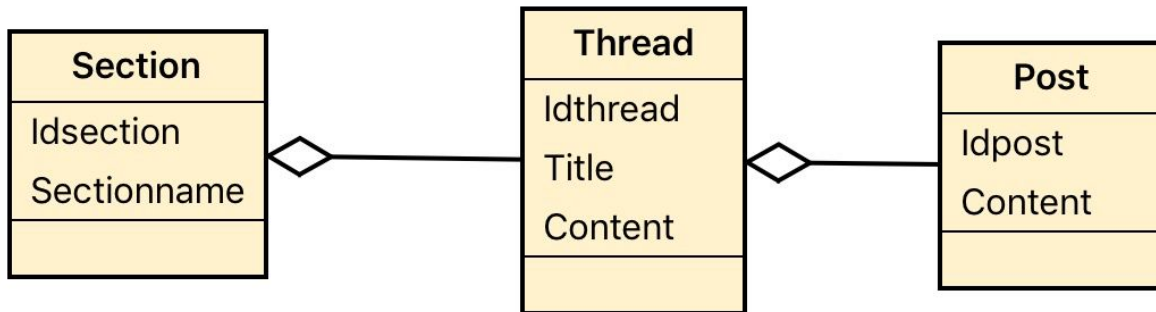 Section
Idsection
Sectionname
Thread
Idthread
Title
Content
Post
Idpost
Content